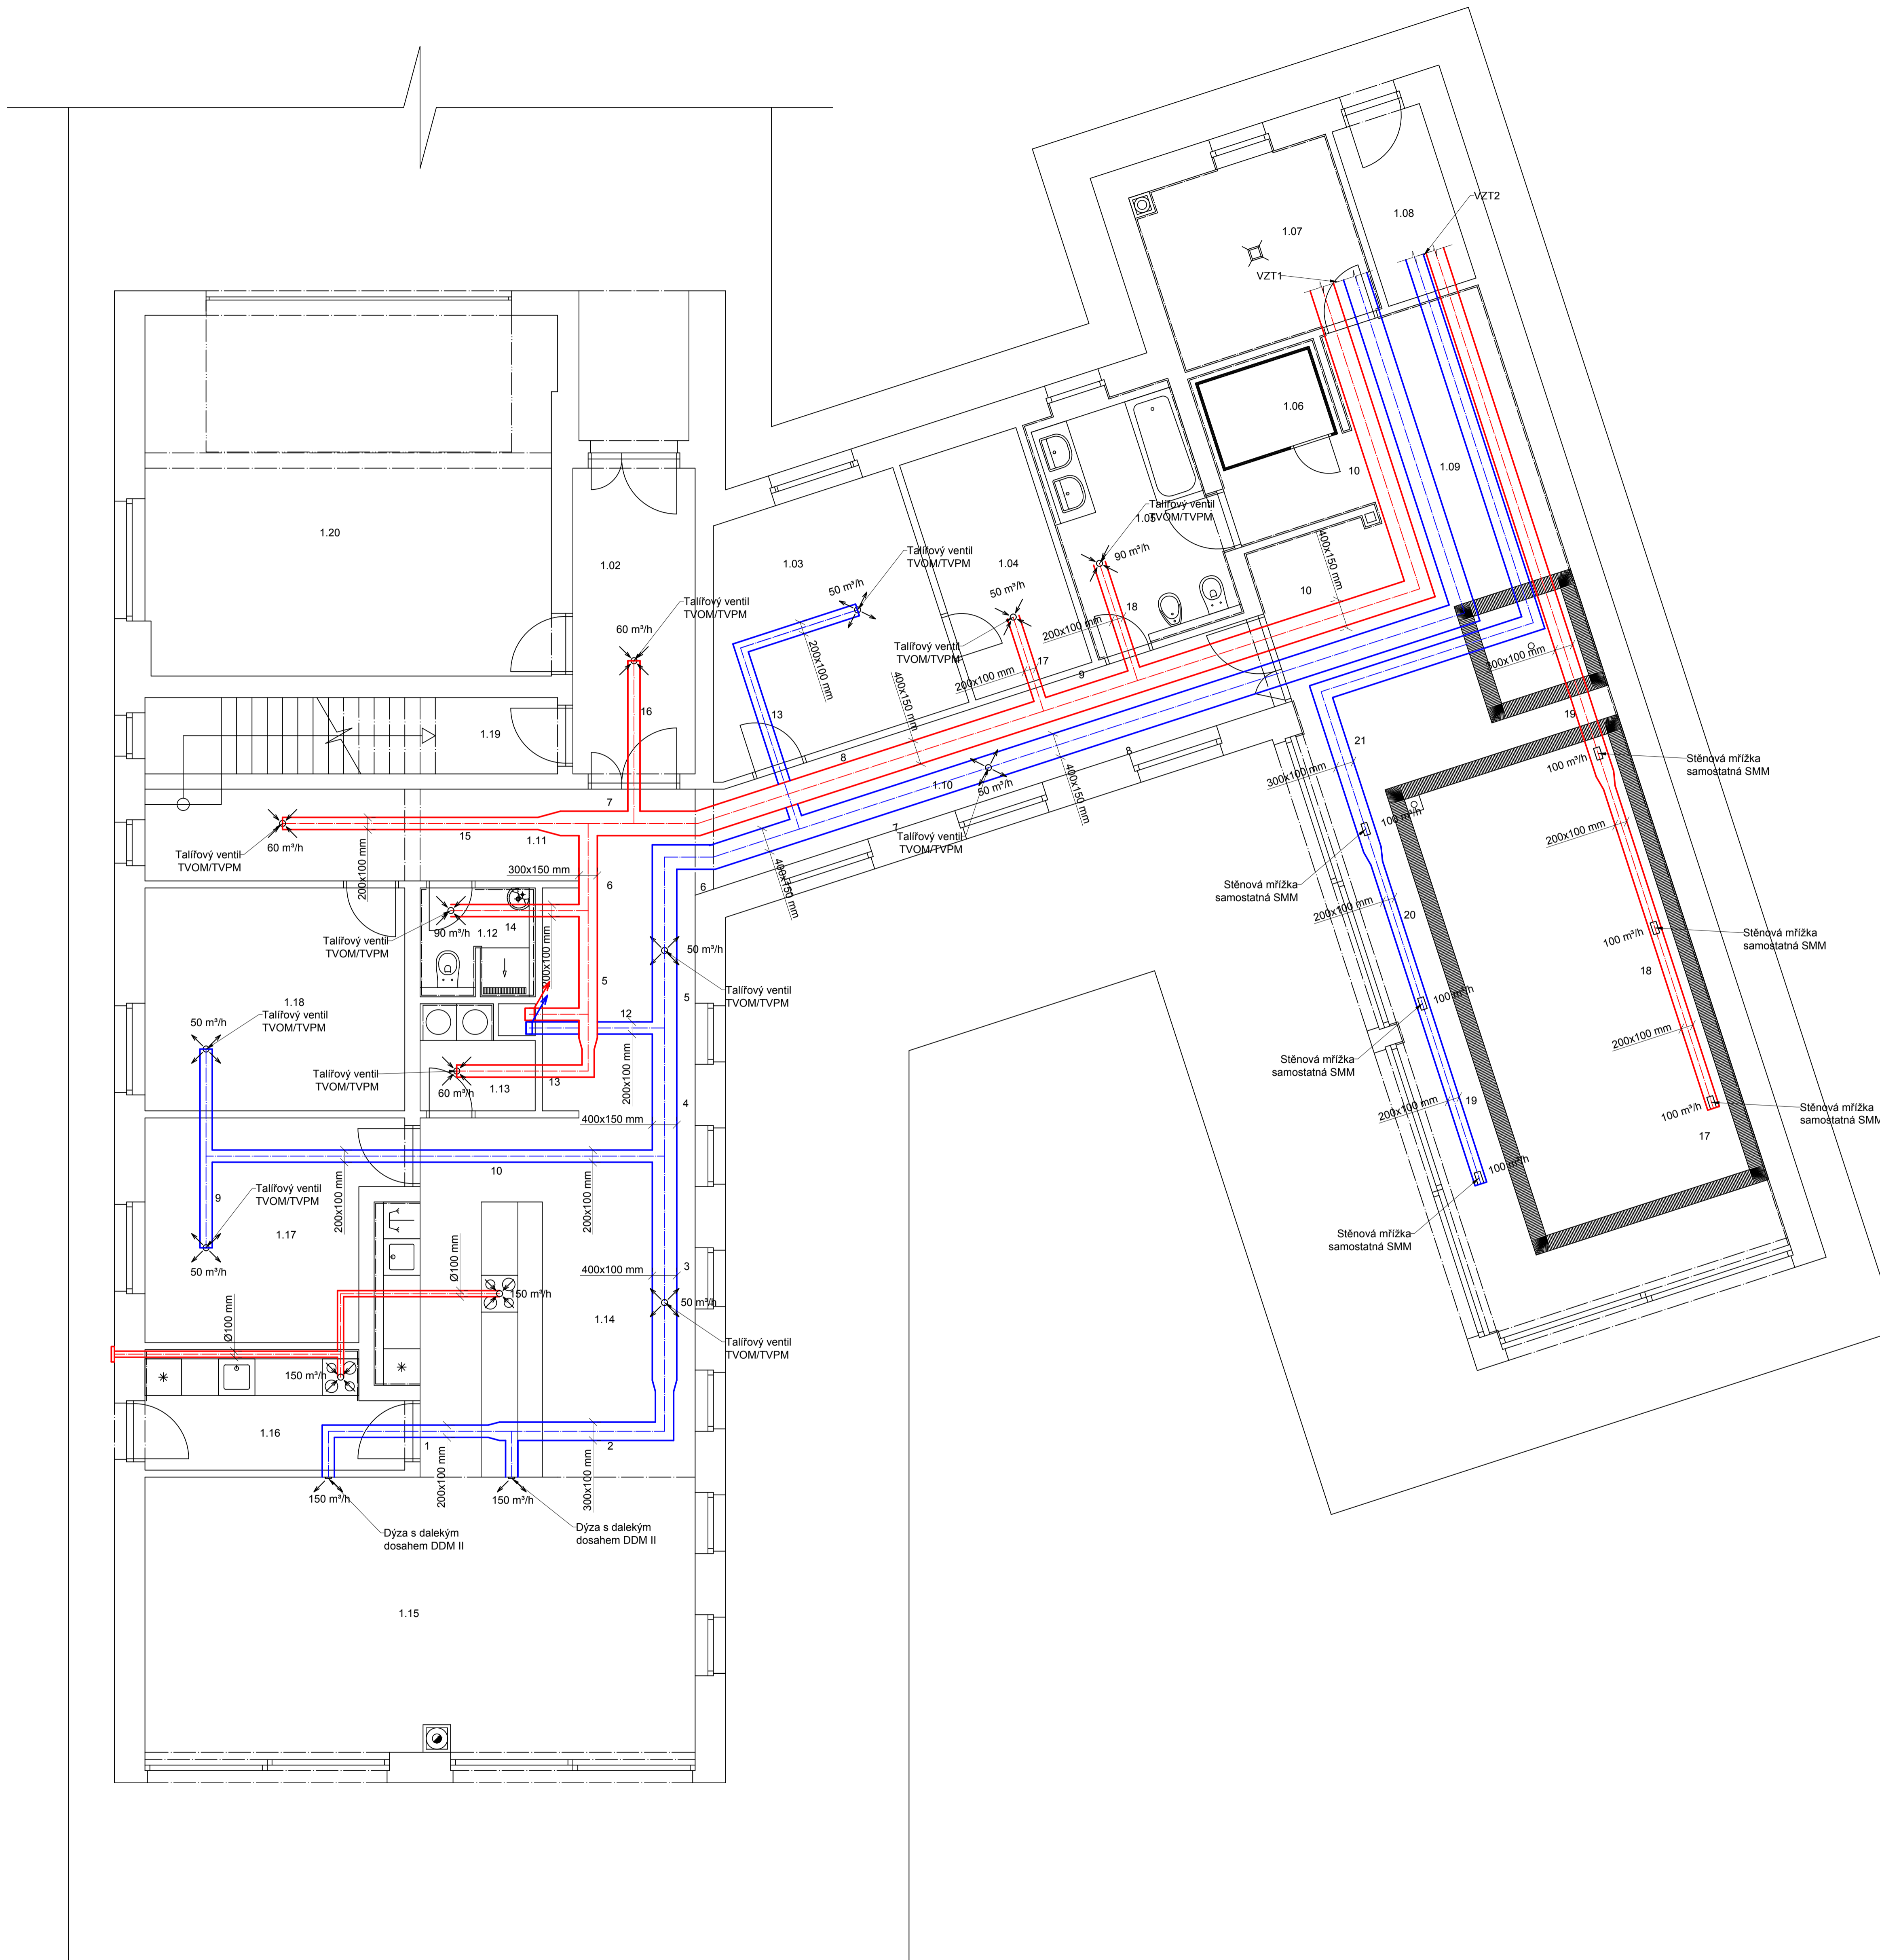 VZT2
1.08
1.07
VZT1
1.06
10
1.09
1.20
1.02
1.03
Talířový ventil
TVOM/TVPM
50 m³/h
1.04
50 m³/h
Talířový ventil
TVOM/TVPM
1.05
90 m³/h
400x150 mm
10
Talířový ventil
TVOM/TVPM
60 m³/h
Talířový ventil
TVOM/TVPM
200x100 mm
18
200x100 mm
17
200x100 mm
9
400x150 mm
13
16
1.19
8
1.10
50 m³/h
8
400x150 mm
7
Talířový ventil
TVOM/TVPM
7
15
1.11
60 m³/h
Talířový ventil
TVOM/TVPM
200x100 mm
300x150 mm
6
6
400x150 mm
300x100 mm
19
21
300x100 mm
100 m³/h
Stěnová mřížka
samostatná SMM
100 m³/h
200x100 mm
Stěnová mřížka
samostatná SMM
200x100 mm
20
100 m³/h
Stěnová mřížka
samostatná SMM
18
100 m³/h
200x100 mm
Stěnová mřížka
samostatná SMM
200x100 mm
19
100 m³/h
Stěnová mřížka
samostatná SMM
17
100 m³/h
Stěnová mřížka
samostatná SMM
90 m³/h
1.12
14
Talířový ventil
TVOM/TVPM
200x100 mm
50 m³/h
Talířový ventil
TVOM/TVPM
5
5
1.18
50 m³/h
Talířový ventil
TVOM/TVPM
12
200x100 mm
Talířový ventil
TVOM/TVPM
60 m³/h
1.13
13
4
400x150 mm
10
200x100 mm
200x100 mm
9
Talířový ventil
TVOM/TVPM
1.17
50 m³/h
Ø100 mm
400x100 mm
3
150 m³/h
50 m³/h
1.14
Talířový ventil
TVOM/TVPM
Ø100 mm
150 m³/h
1.16
1
2
200x100 mm
300x100 mm
150 m³/h
150 m³/h
Dýza s dalekým
dosahem DDM II
Dýza s dalekým
dosahem DDM II
1.15